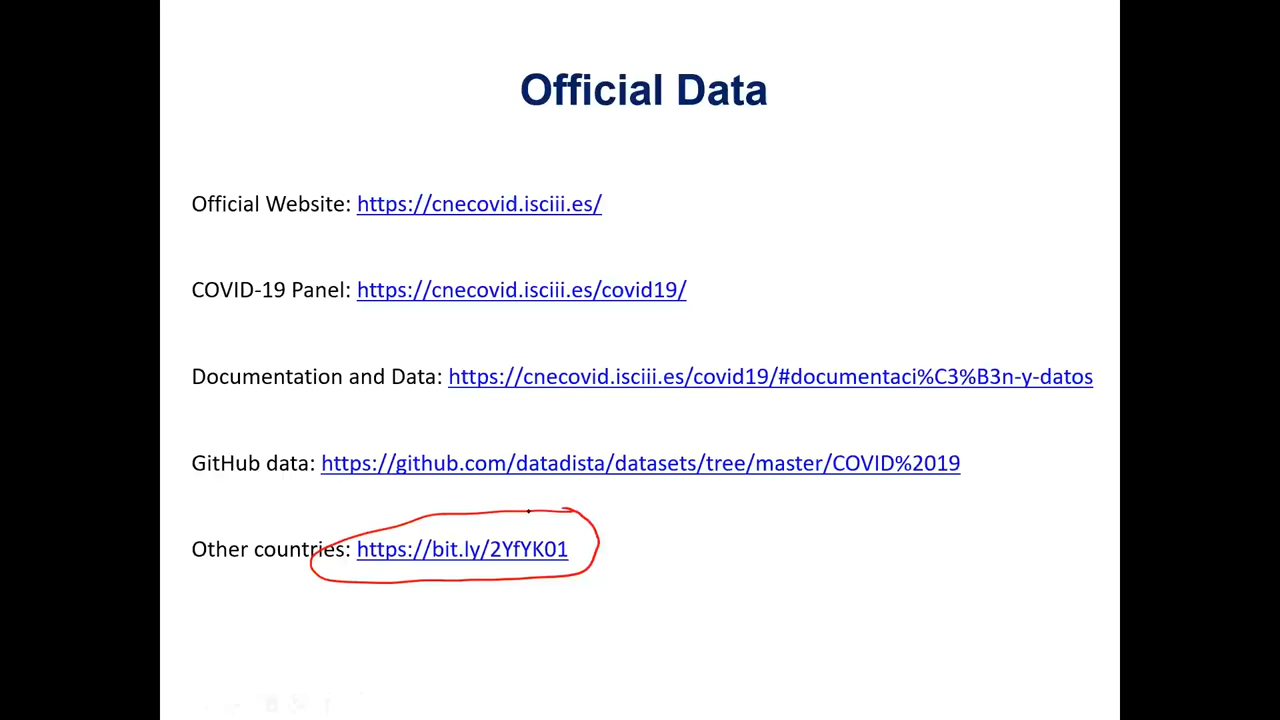 Official Data
Official Website: https://cnecovid.isciii.es/
COVID-19 Panel: https://cnecovid.isciii.es/covid19/
Documentation and Data: https://cnecovid.isciii.es/covid19/#documentaci%C3%B3n-y-datos
GitHub data: https://github.com/datadista/datasets/tree/master/COVID%2019
Other countries: https://bit.ly/2YfYK01